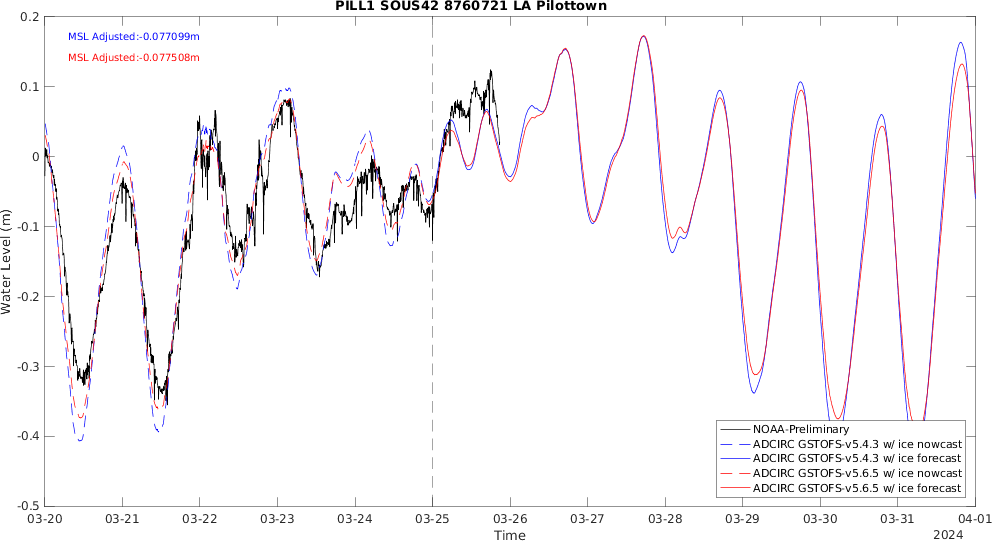 PILL1 SOUS42 8760721 LA Pilottown
MSL Adjusted:-0.077099m
MSL Adjusted:-0.077508m
0.2
0.1
0
-0.1
-0.2
-0.3
-0.4
-0.5
Water Level (m)
NOAA-Preliminary
ADCIRC GSTOFS-v5.4.3 w/ ice nowcast
ADCIRC GSTOFS-v5.4.3 w/ ice forecast
ADCIRC GSTOFS-v5.6.5 w/ ice nowcast
ADCIRC GSTOFS-v5.6.5 w/ ice forecast
03-20 03-21 03-22 03-23 03-24 03-25 03-26 03-27 03-28 03-29 03-30 03-31 04-01
Time
2024